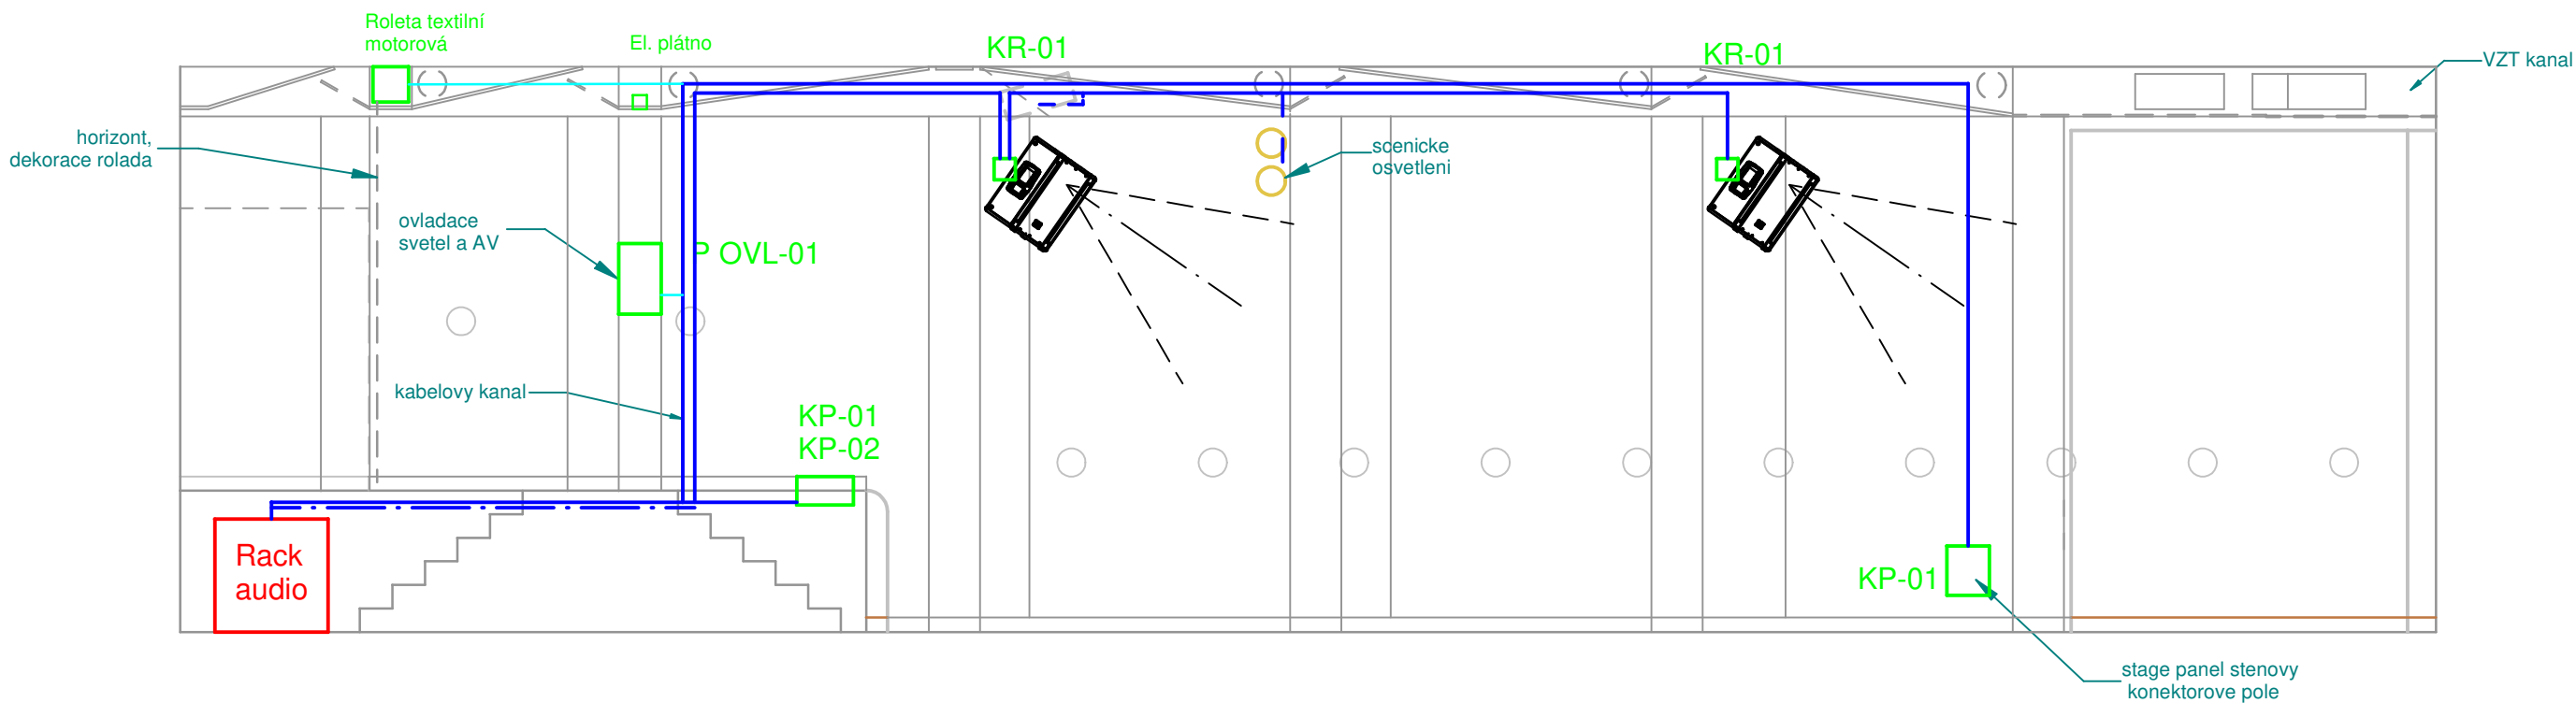 Roleta textilní
motorová
El. plátno
KR-01
KR-01
VZT kanal
horizont,
dekorace rolada
scenicke
osvetleni
ovladace
svetel a AV
P OVL-01
kabelovy kanal
KP-01
KP-02
Rack
audio
KP-01
stage panel stenovy
konektorove pole